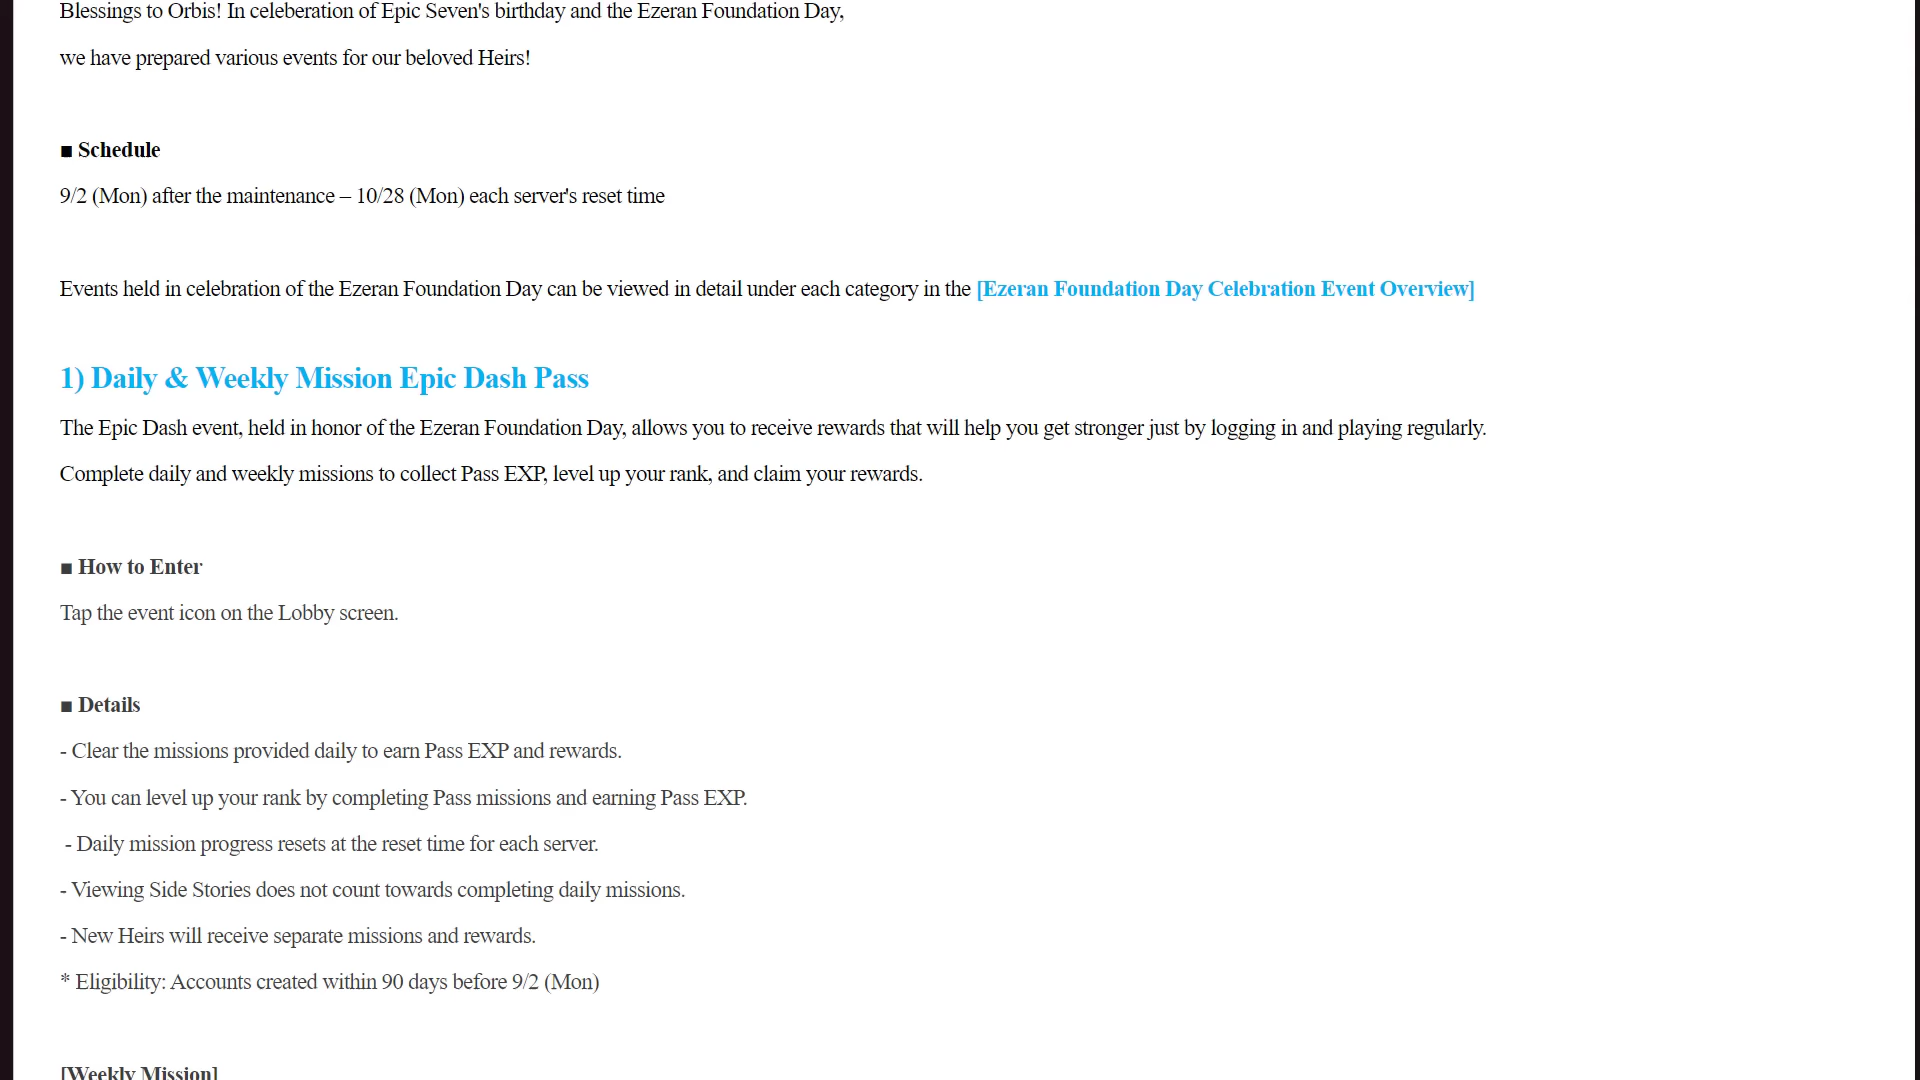 Blessings to Orbis! In celeberation of Epic Seven's birthday and the Ezeran Foundation Day,
we have prepared various events for our beloved Heirs!
■ Schedule
9/2 (Mon) after the maintenance – 10/28 (Mon) each server's reset time
Events held in celebration of the Ezeran Foundation Day can be viewed in detail under each category in the [Ezeran Foundation Day Celebration Event Overview]
1) Daily & Weekly Mission Epic Dash Pass
The Epic Dash event, held in honor of the Ezeran Foundation Day, allows you to receive rewards that will help you get stronger just by logging in and playing regularly.
Complete daily and weekly missions to collect Pass EXP, level up your rank, and claim your rewards.
■ How to Enter
Tap the event icon on the Lobby screen.
■ Details
- Clear the missions provided daily to earn Pass EXP and rewards.
- You can level up your rank by completing Pass missions and earning Pass EXP.
- Daily mission progress resets at the reset time for each server.
- Viewing Side Stories does not count towards completing daily missions.
- New Heirs will receive separate missions and rewards.
* Eligibility: Accounts created within 90 days before 9/2 (Mon)
[Weekly Mission]